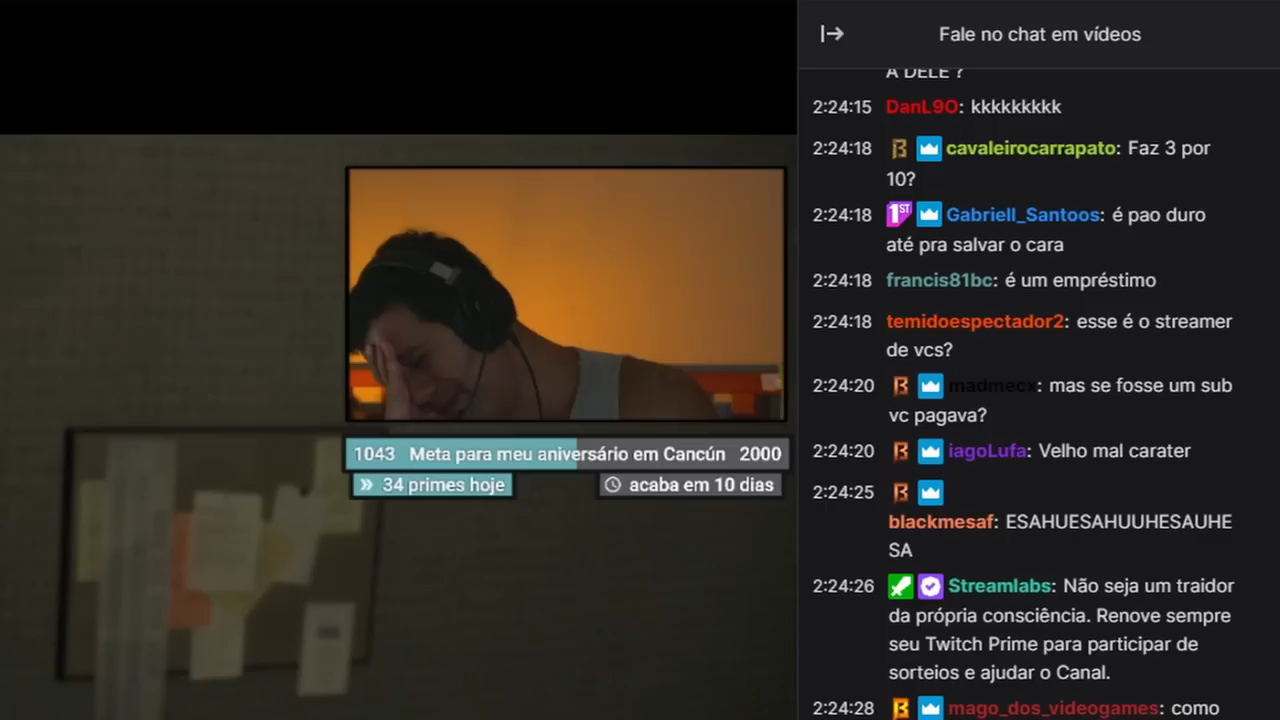 Fale no chat em vídeos
A DELE ?
2:24:15 DanL9O: kkkkkkkkk
2:24:18 cavaleirocarrapato: Faz 3 por
10?
2:24:18 1ST Gabriell_Santoos: é pao duro
até pra salvar o cara
2:24:18 francis81bc: é um empréstimo
2:24:18 temidoespectador2: esse é o streamer
de vcs?
2:24:20 madmecx: mas se fosse um sub
vc pagava?
2:24:20 iagoLufa: Velho mal carater
2:24:25
blackmesaf: ESAHUESAHUUHESAUHE
SA
2:24:26 Streamlabs: Não seja um traidor
da própria consciência. Renove sempre
seu Twitch Prime para participar de
sorteios e ajudar o Canal.
2:24:28 mago_dos_videogames: como
1043 Meta para meu aniversário em Cancún 2000
34 primes hoje
acaba em 10 dias